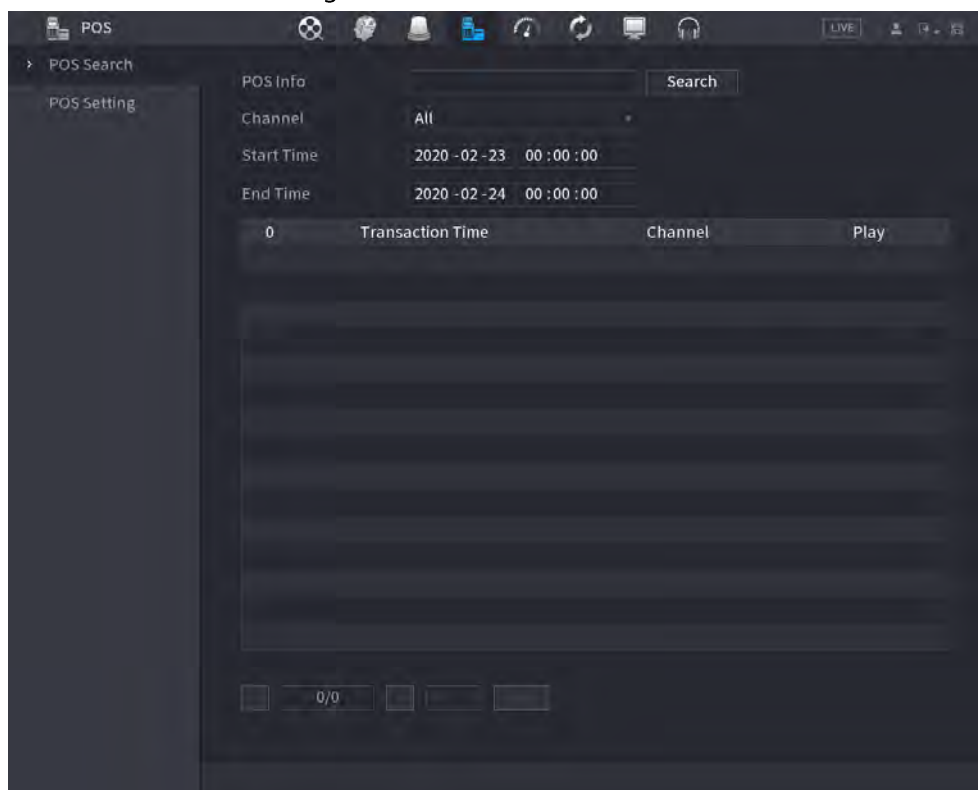 POS
LIVE
POS Search
POS Setting
POS Info
Search
Channel
All
Start Time
2020 -02 -23 00 :00 :00
End Time
2020 -02 -24 00 :00 :00
0 Transaction Time Channel Play
0/0